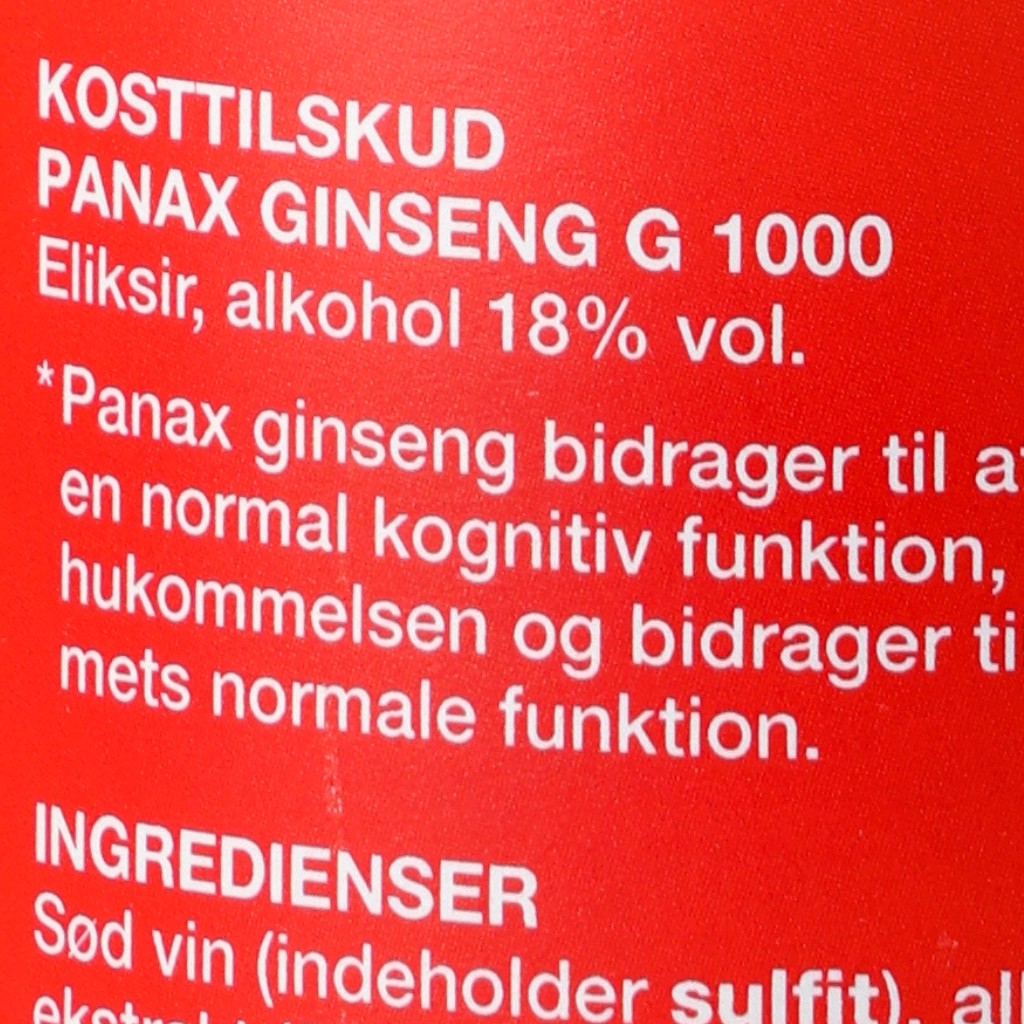 KOSTTILSKUD
PANAX GINSENG G 1000
Eliksir, alkohol 18% vol.
*Panax ginseng bidrager til
en normal kognitiv funktion,
hukommelsen og bidrager
mets normale funktion.
INGREDIENSER
Sød vin (indeholder sulfit),